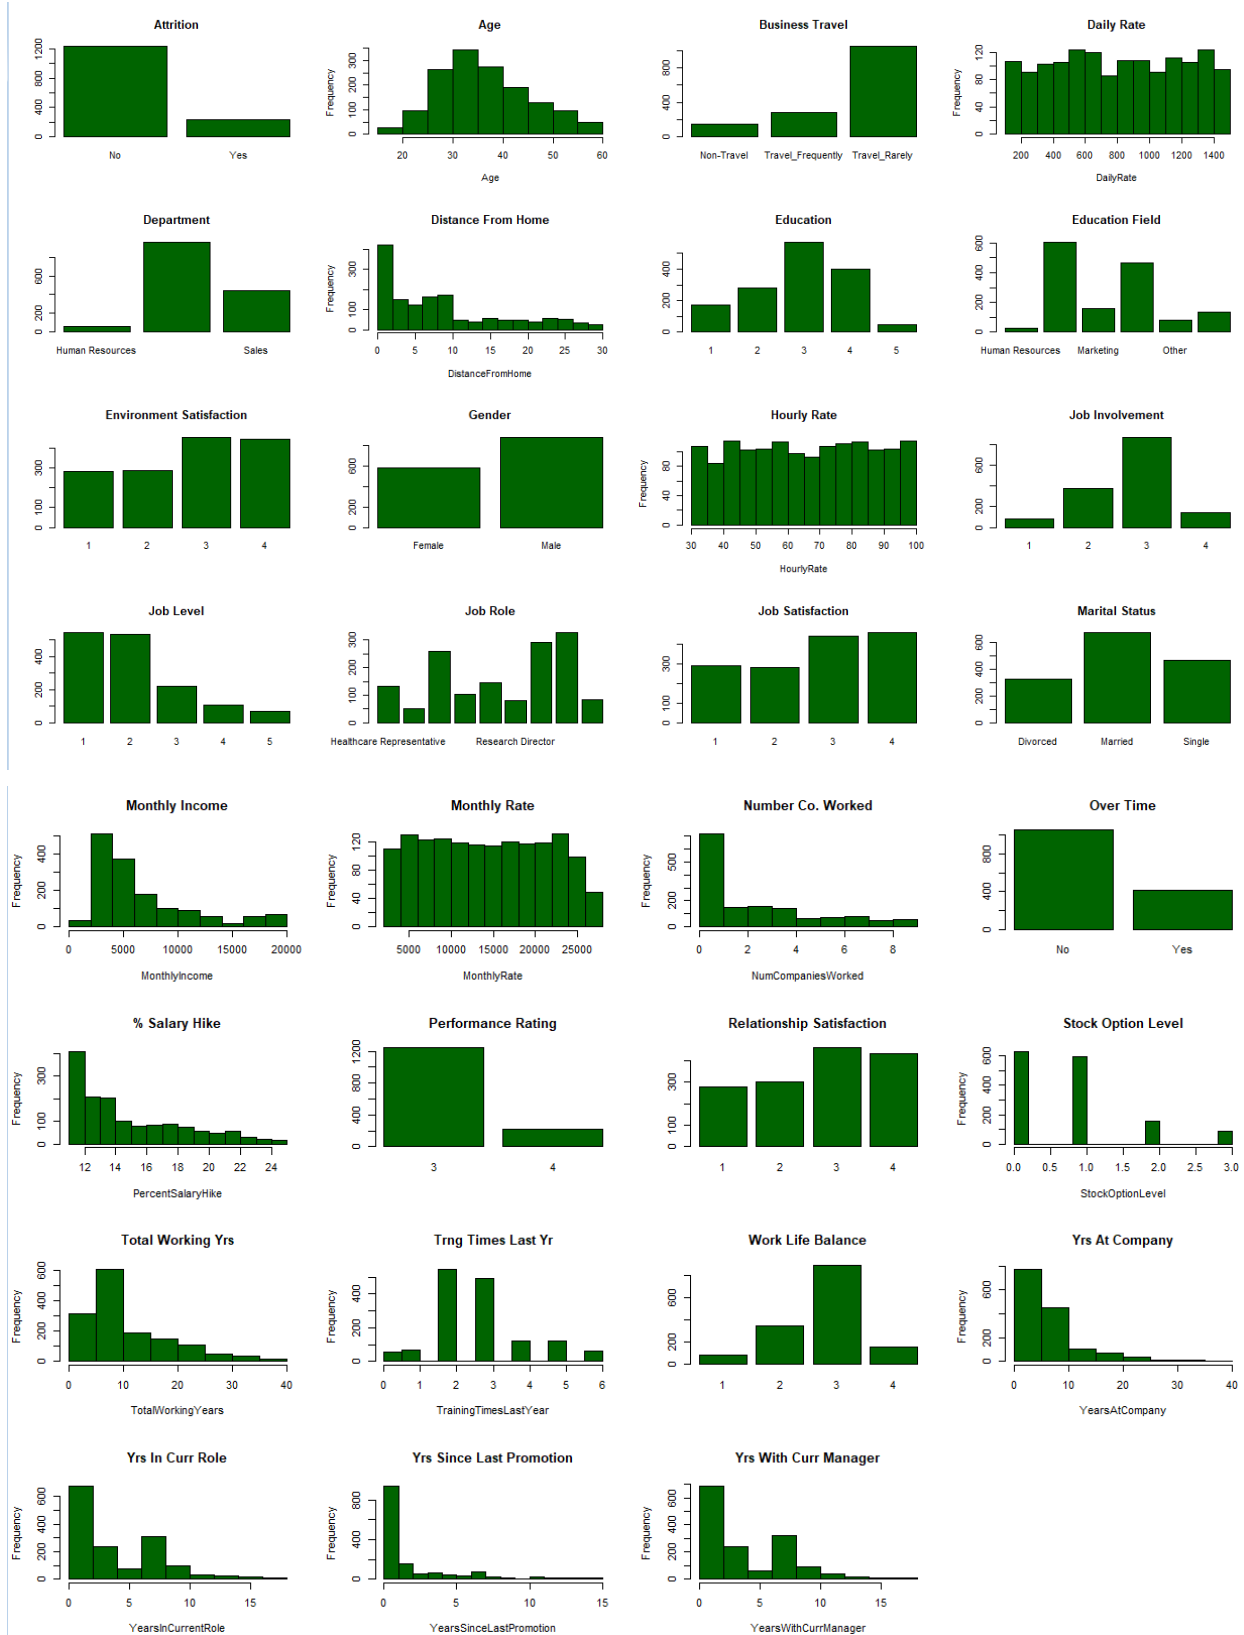 Attrition
0 400 800 1200
No Yes
Age
Frequency
0 100 200 300
20 30 40 50 60
Age
Business Travel
0 400 800
Non-Travel Travel_Frequently Travel_Rarely
Daily Rate
Frequency
0 40 80 120
200 400 600 800 1000 1200 1400
DailyRate
Department
0 200 600
Human Resources Sales
Distance From Home
Frequency
0 100 300
0 5 10 15 20 25 30
DistanceFromHome
Education
0 200 400
1 2 3 4 5
Education Field
0 200 400 600
Human Resources Marketing Other
Environment Satisfaction
0 100 300
1 2 3 4
Gender
0 200 600
Female Male
Hourly Rate
Frequency
0 40 80
30 40 50 60 70 80 90 100
HourlyRate
Job Involvement
0 200 600
1 2 3 4
Job Level
0 200 400
1 2 3 4 5
Job Role
0 100 200 300
Healthcare Representative Research Director
Job Satisfaction
0 100 300
1 2 3 4
Marital Status
0 200 400 600
Divorced Married Single
Monthly Income
Frequency
0 200 400
0 5000 10000 15000 20000
MonthlyIncome
Monthly Rate
Frequency
0 40 80 120
5000 10000 15000 20000 25000
MonthlyRate
Number Co. Worked
Frequency
0 200 500
0 2 4 6 8
NumCompaniesWorked
Over Time
0 400 800
No Yes
% Salary Hike
Frequency
0 100 300
12 14 16 18 20 22 24
PercentSalaryHike
Performance Rating
0 400 800 1200
3 4
Relationship Satisfaction
0 100 300
1 2 3 4
Stock Option Level
Frequency
0 200 400 600
0.0 0.5 1.0 1.5 2.0 2.5 3.0
StockOptionLevel
Total Working Yrs
Frequency
0 200 400 600
0 10 20 30 40
TotalWorkingYears
Trng Times Last Yr
Frequency
0 200 400
0 1 2 3 4 5 6
TrainingTimesLastYear
Work Life Balance
0 200 600
1 2 3 4
Yrs At Company
Frequency
0 200 600
0 10 20 30 40
YearsAtCompany
Yrs In Curr Role
Frequency
0 200 400 600
0 5 10 15
YearsInCurrentRole
Yrs Since Last Promotion
Frequency
0 200 400 800
0 5 10 15
YearsSinceLastPromotion
Yrs With Curr Manager
Frequency
0 200 400 600
0 5 10 15
YearsWithCurrManager